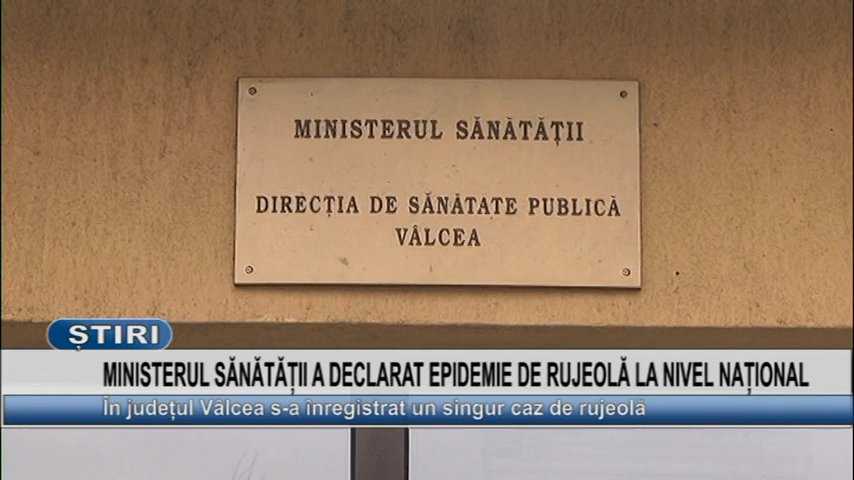 MINISTERUL SĂNĂTĂȚII
DIRECȚIA DE SĂNĂTATE PUBLICĂ
VÂLCEA
ȘTIRI
MINISTERUL SĂNĂTĂȚII A DECLARAT EPIDEMIE DE RUJEOLĂ LA NIVEL NAȚIONAL
În județul Vâlcea s-a înregistrat un singur caz de rujeolă